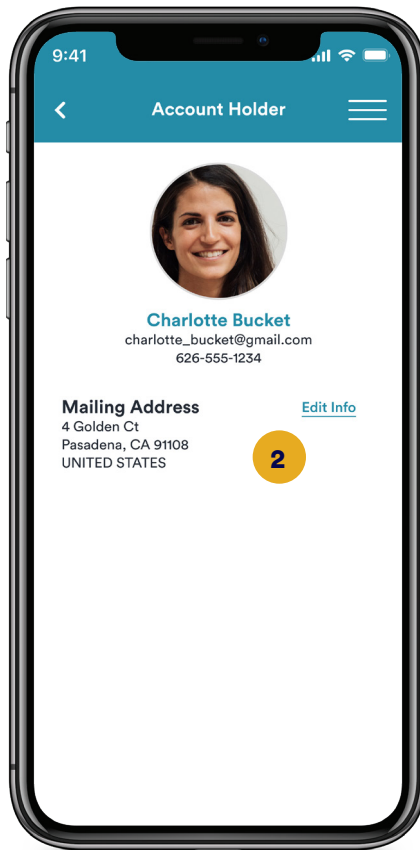 9:41
Account Holder
Charlotte Bucket
charlotte_bucket@gmail.com
626-555-1234
Mailing Address
Edit Info
4 Golden Ct
Pasadena, CA 91108
UNITED STATES
2